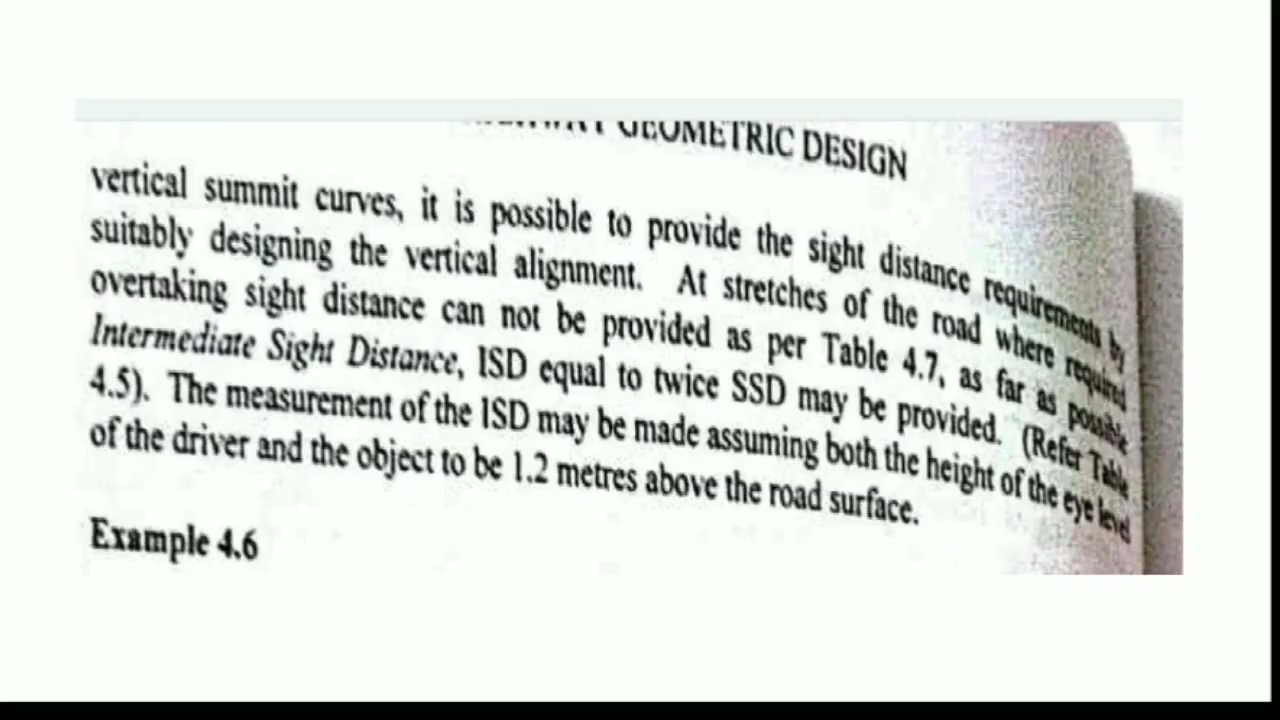 GEOMETRIC DESIGN
vertical summit curves, it is possible to provide the sight distance requirements by
suitably designing the vertical alignment. At stretches of the road where required
overtaking sight distance can not be provided as per Table 4.7, as far as possible
Intermediate Sight Distance, ISD equal to twice SSD may be provided. (Refer Table
4.5). The measurement of the ISD may be made assuming both the height of the eye level
of the driver and the object to be 1.2 metres above the road surface.
Example 4.6